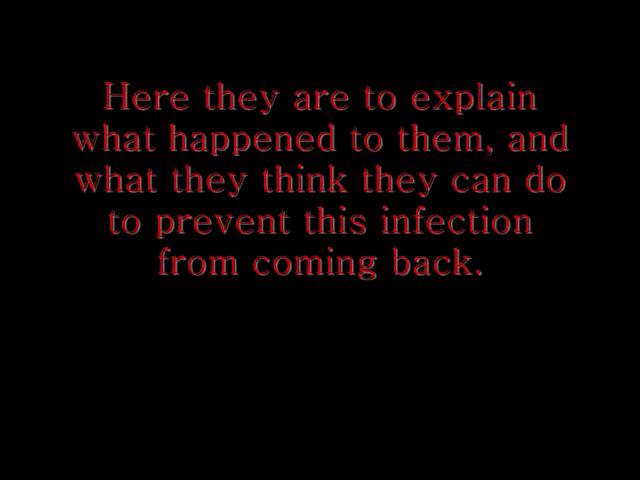 Here they are to explain
what happened to them, and
what they think they can do
to prevent this infection
from coming back.